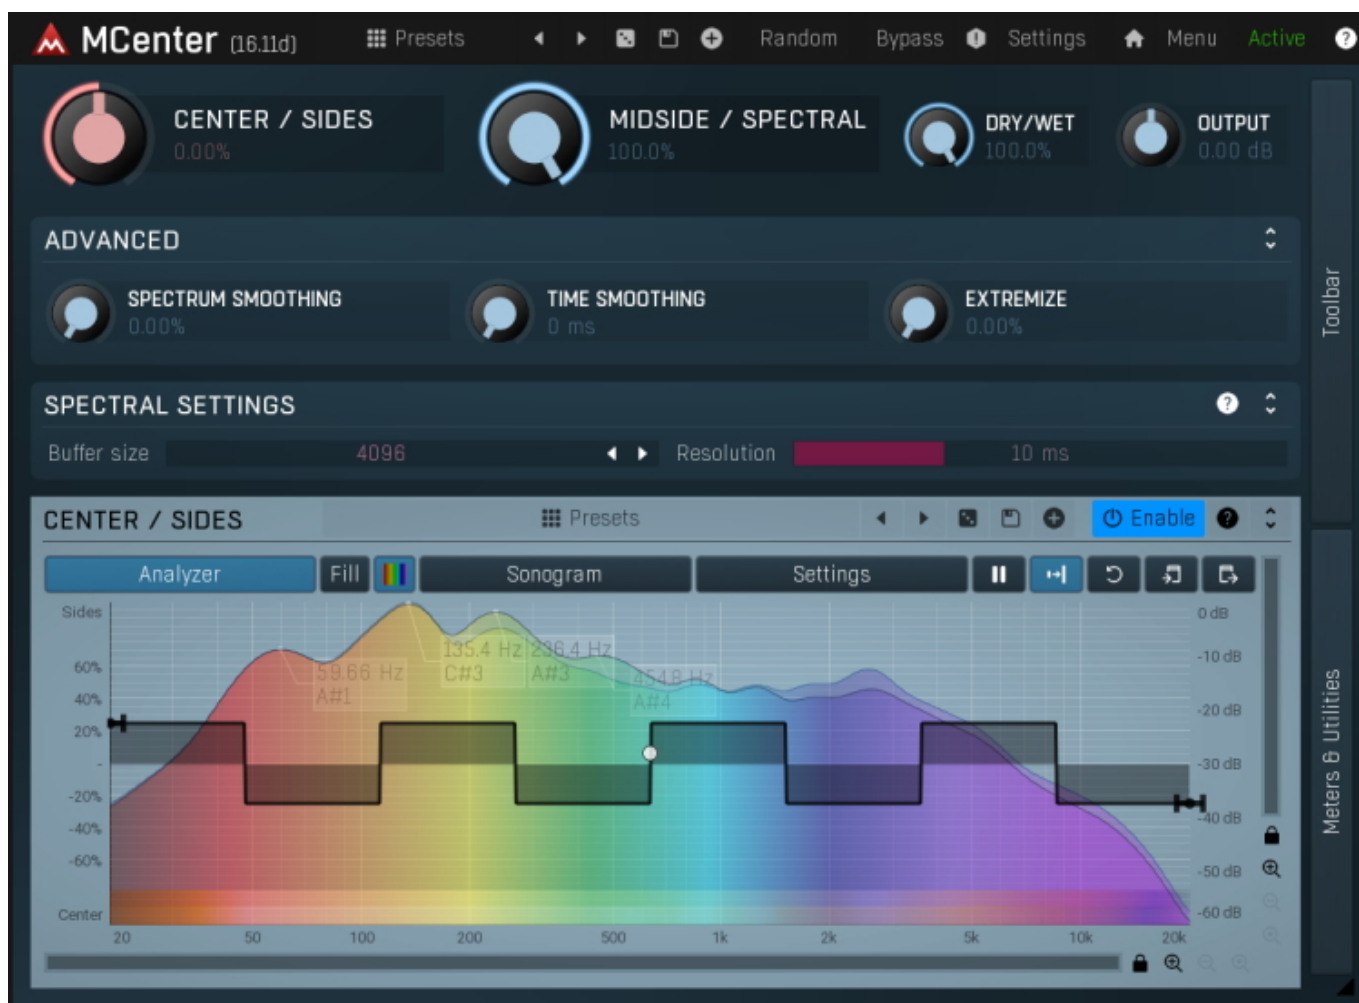 MCenter (16.11d) Presets Random Bypass Settings Menu Active ?
CENTER / SIDES
0.00%
MIDSIDE / SPECTRAL
100.0%
DRY/WET
100.0%
OUTPUT
0.00 dB
Toolbar
ADVANCED
SPECTRUM SMOOTHING
0.00%
TIME SMOOTHING
0 ms
EXTREMIZE
0.00%
SPECTRAL SETTINGS ?
Buffer size 4096 Resolution 10 ms
Meters & Utilities
CENTER / SIDES Presets Enable ?
Analyzer Fill Sonogram Settings
Sides
60%
40%
20%
-
-20%
-40%
-60%
Center
59.66 Hz
A#1
135.4 Hz
C#3
236.4 Hz
A#3
454.8 Hz
A#4
0 dB
-10 dB
-20 dB
-30 dB
-40 dB
-50 dB
-60 dB
20 50 100 200 500 1k 2k 5k 10k 20k